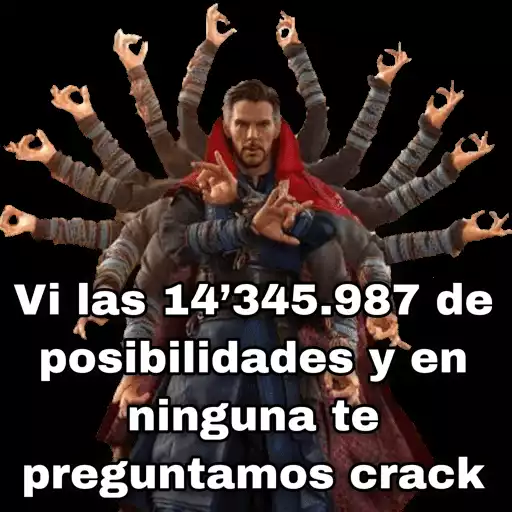 Vi las 14’345.987 de
posibilidades y en
ninguna te
preguntamos crack